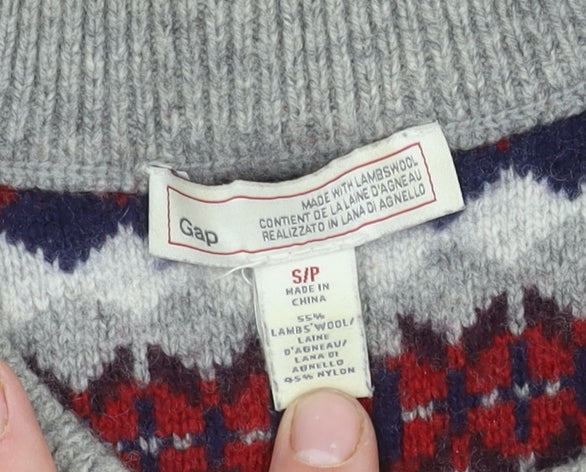 Gap
MADE WITH LAMBSWOOL
CONTIENT DE LA LAINE D'AGNEAU
REALIZZATO IN LANA DI AGNELLO
S/P
MADE IN
CHINA
55%
LAMBS'WOOL/
LAINE
D'AGNEAU/
LANA DI
AGNELLO
45% NYLON